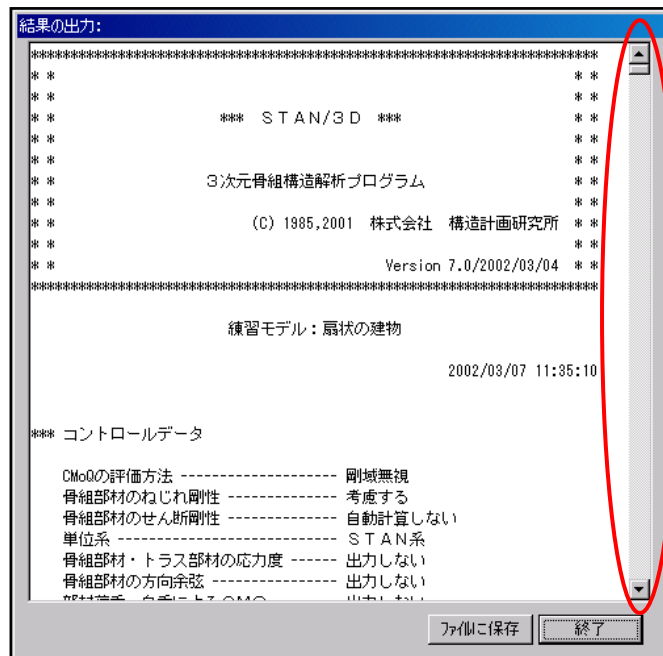 結果の出力:
******************************************************************************
* * * *
* * * *
* * *** STAN/3D *** * *
* * * *
* * * *
* * 3次元骨組構造解析プログラム * *
* * * *
* * (C) 1985,2001 株式会社 構造計画研究所 * *
* * * *
* * Version 7.0/2002/03/04 * *
******************************************************************************
練習モデル:扇状の建物
2002/03/07 11:35:10
*** コントロールデータ
CMoQの評価方法 -------------------- 剛域無視
骨組部材のねじれ剛性 -------------- 考慮する
骨組部材のせん断剛性 -------------- 自動計算しない
単位系 ---------------------------- STAN系
骨組部材・トラス部材の応力度 ------ 出力しない
骨組部材の方向余弦 ---------------- 出力しない
ファイルに保存
終了